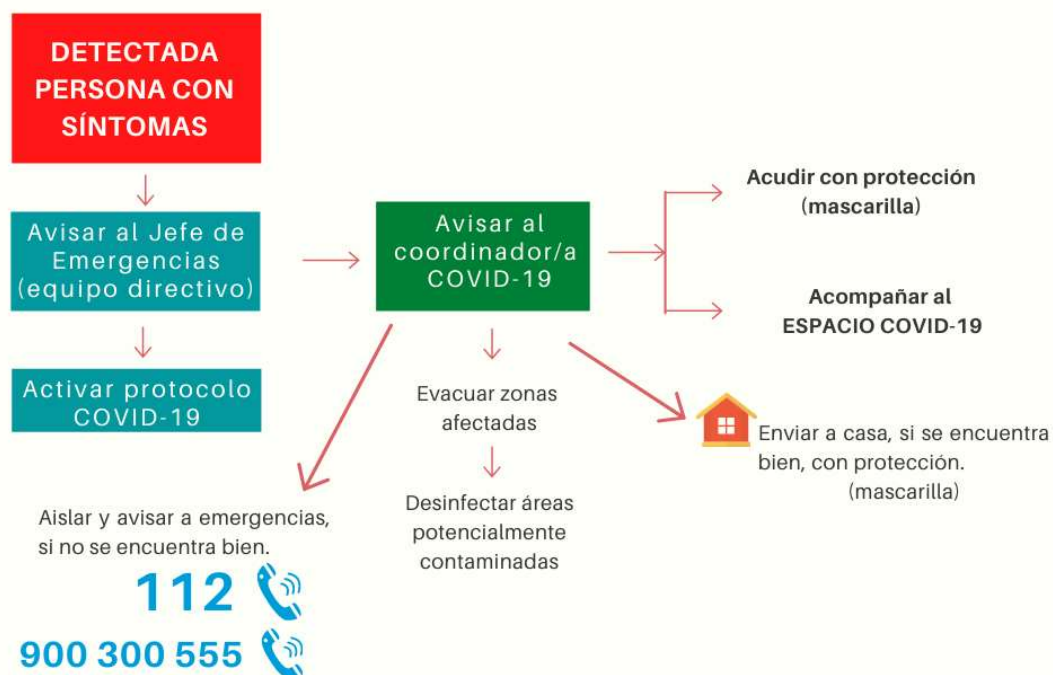 DETECTADA
PERSONA CON
SÍNTOMAS
Avisar al Jefe de
Emergencias
(equipo directivo)
Activar protocolo
COVID-19
Avisar al
coordinador/a
COVID-19
Acudir con protección
(mascarilla)
Acompañar al
ESPACIO COVID-19
Evacuar zonas
afectadas
Desinfectar áreas
potencialmente
contaminadas
Enviar a casa, si se encuentra
bien, con protección.
(mascarilla)
Aislar y avisar a emergencias,
si no se encuentra bien.
112
900 300 555